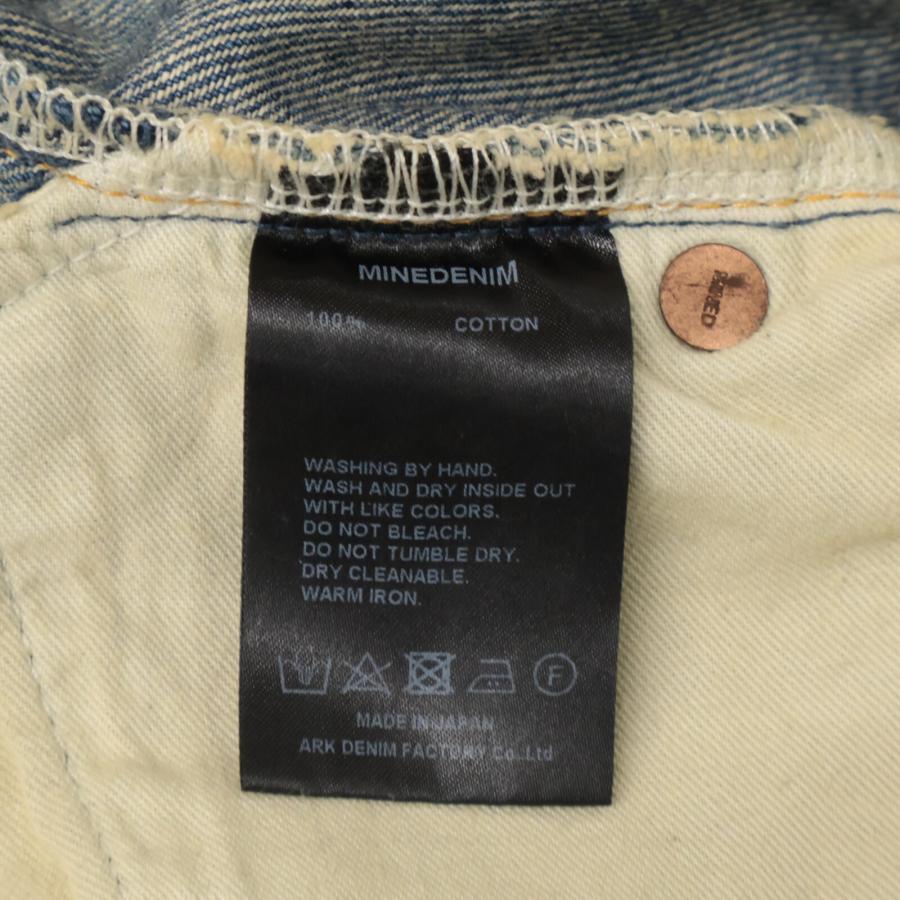 MINEDENIM
100% COTTON
WASHING BY HAND.
WASH AND DRY INSIDE OUT
WITH LIKE COLORS.
DO NOT BLEACH.
DO NOT TUMBLE DRY.
DRY CLEANABLE.
WARM IRON.
F
MADE IN JAPAN
ARK DENIM FACTORY Co.,Ltd